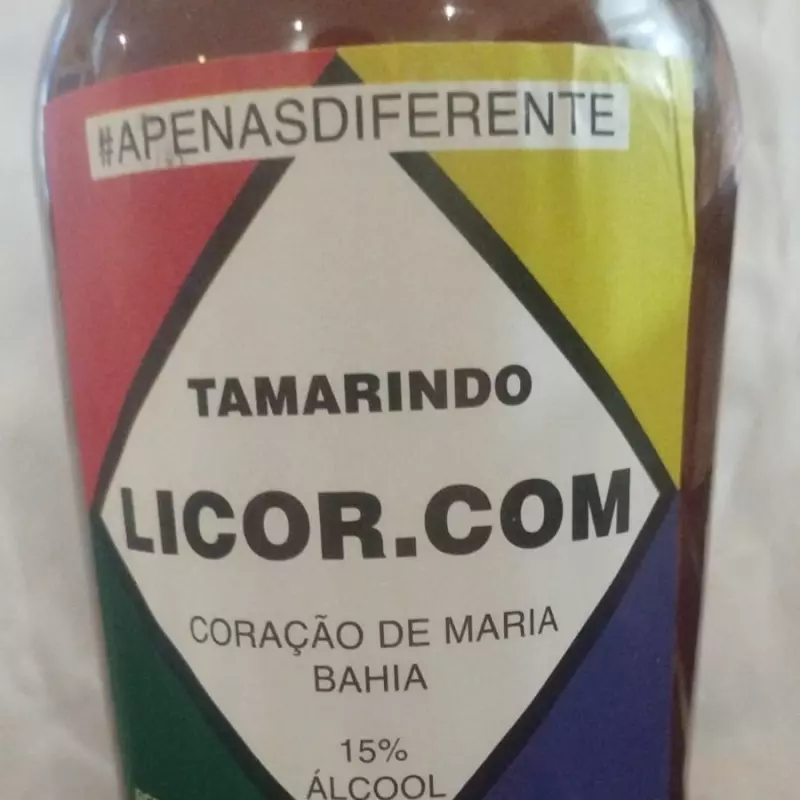 #APENASDIFERENTE
TAMARINDO
LICOR.COM
CORAÇÃO DE MARIA
BAHIA
15%
ÁLCOOL